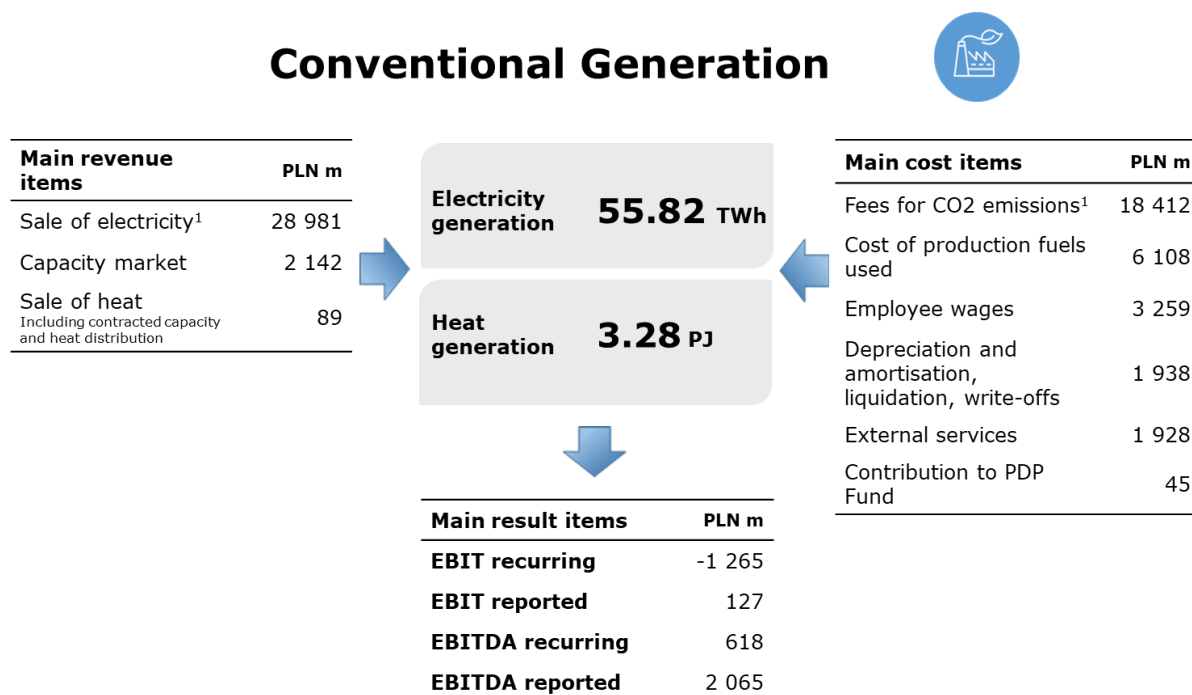 Conventional Generation
Main revenue
items PLN m
Sale of electricity¹ 28 981
Capacity market 2 142
Sale of heat
Including contracted capacity
and heat distribution 89
Electricity
generation 55.82 TWh
Heat
generation 3.28 PJ
Main cost items PLN m
Fees for CO2 emissions¹ 18 412
Cost of production fuels
used 6 108
Employee wages 3 259
Depreciation and
amortisation,
liquidation, write-offs 1 938
External services 1 928
Contribution to PDP
Fund 45
Main result items PLN m
EBIT recurring -1 265
EBIT reported 127
EBITDA recurring 618
EBITDA reported 2 065